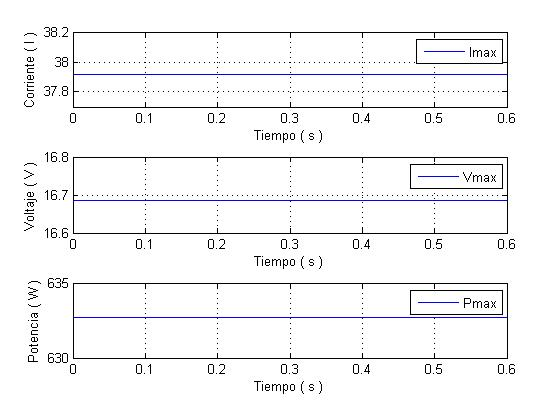 38.2
38
37.8
Corriente ( I )
Imax
0 0.1 0.2 0.3 0.4 0.5 0.6
Tiempo ( s )
16.8
16.7
16.6
Voltaje ( V )
Vmax
0 0.1 0.2 0.3 0.4 0.5 0.6
Tiempo ( s )
635
630
Potencia ( W )
Pmax
0 0.1 0.2 0.3 0.4 0.5 0.6
Tiempo ( s )